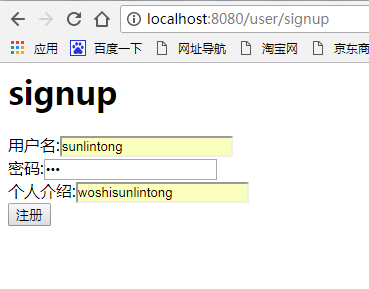 localhost:8080/user/signup
应用 百度一下 网址导航 淘宝网 京东商
signup
用户名:sunlintong
密码:•••
个人介绍:woshisunlintong
注册